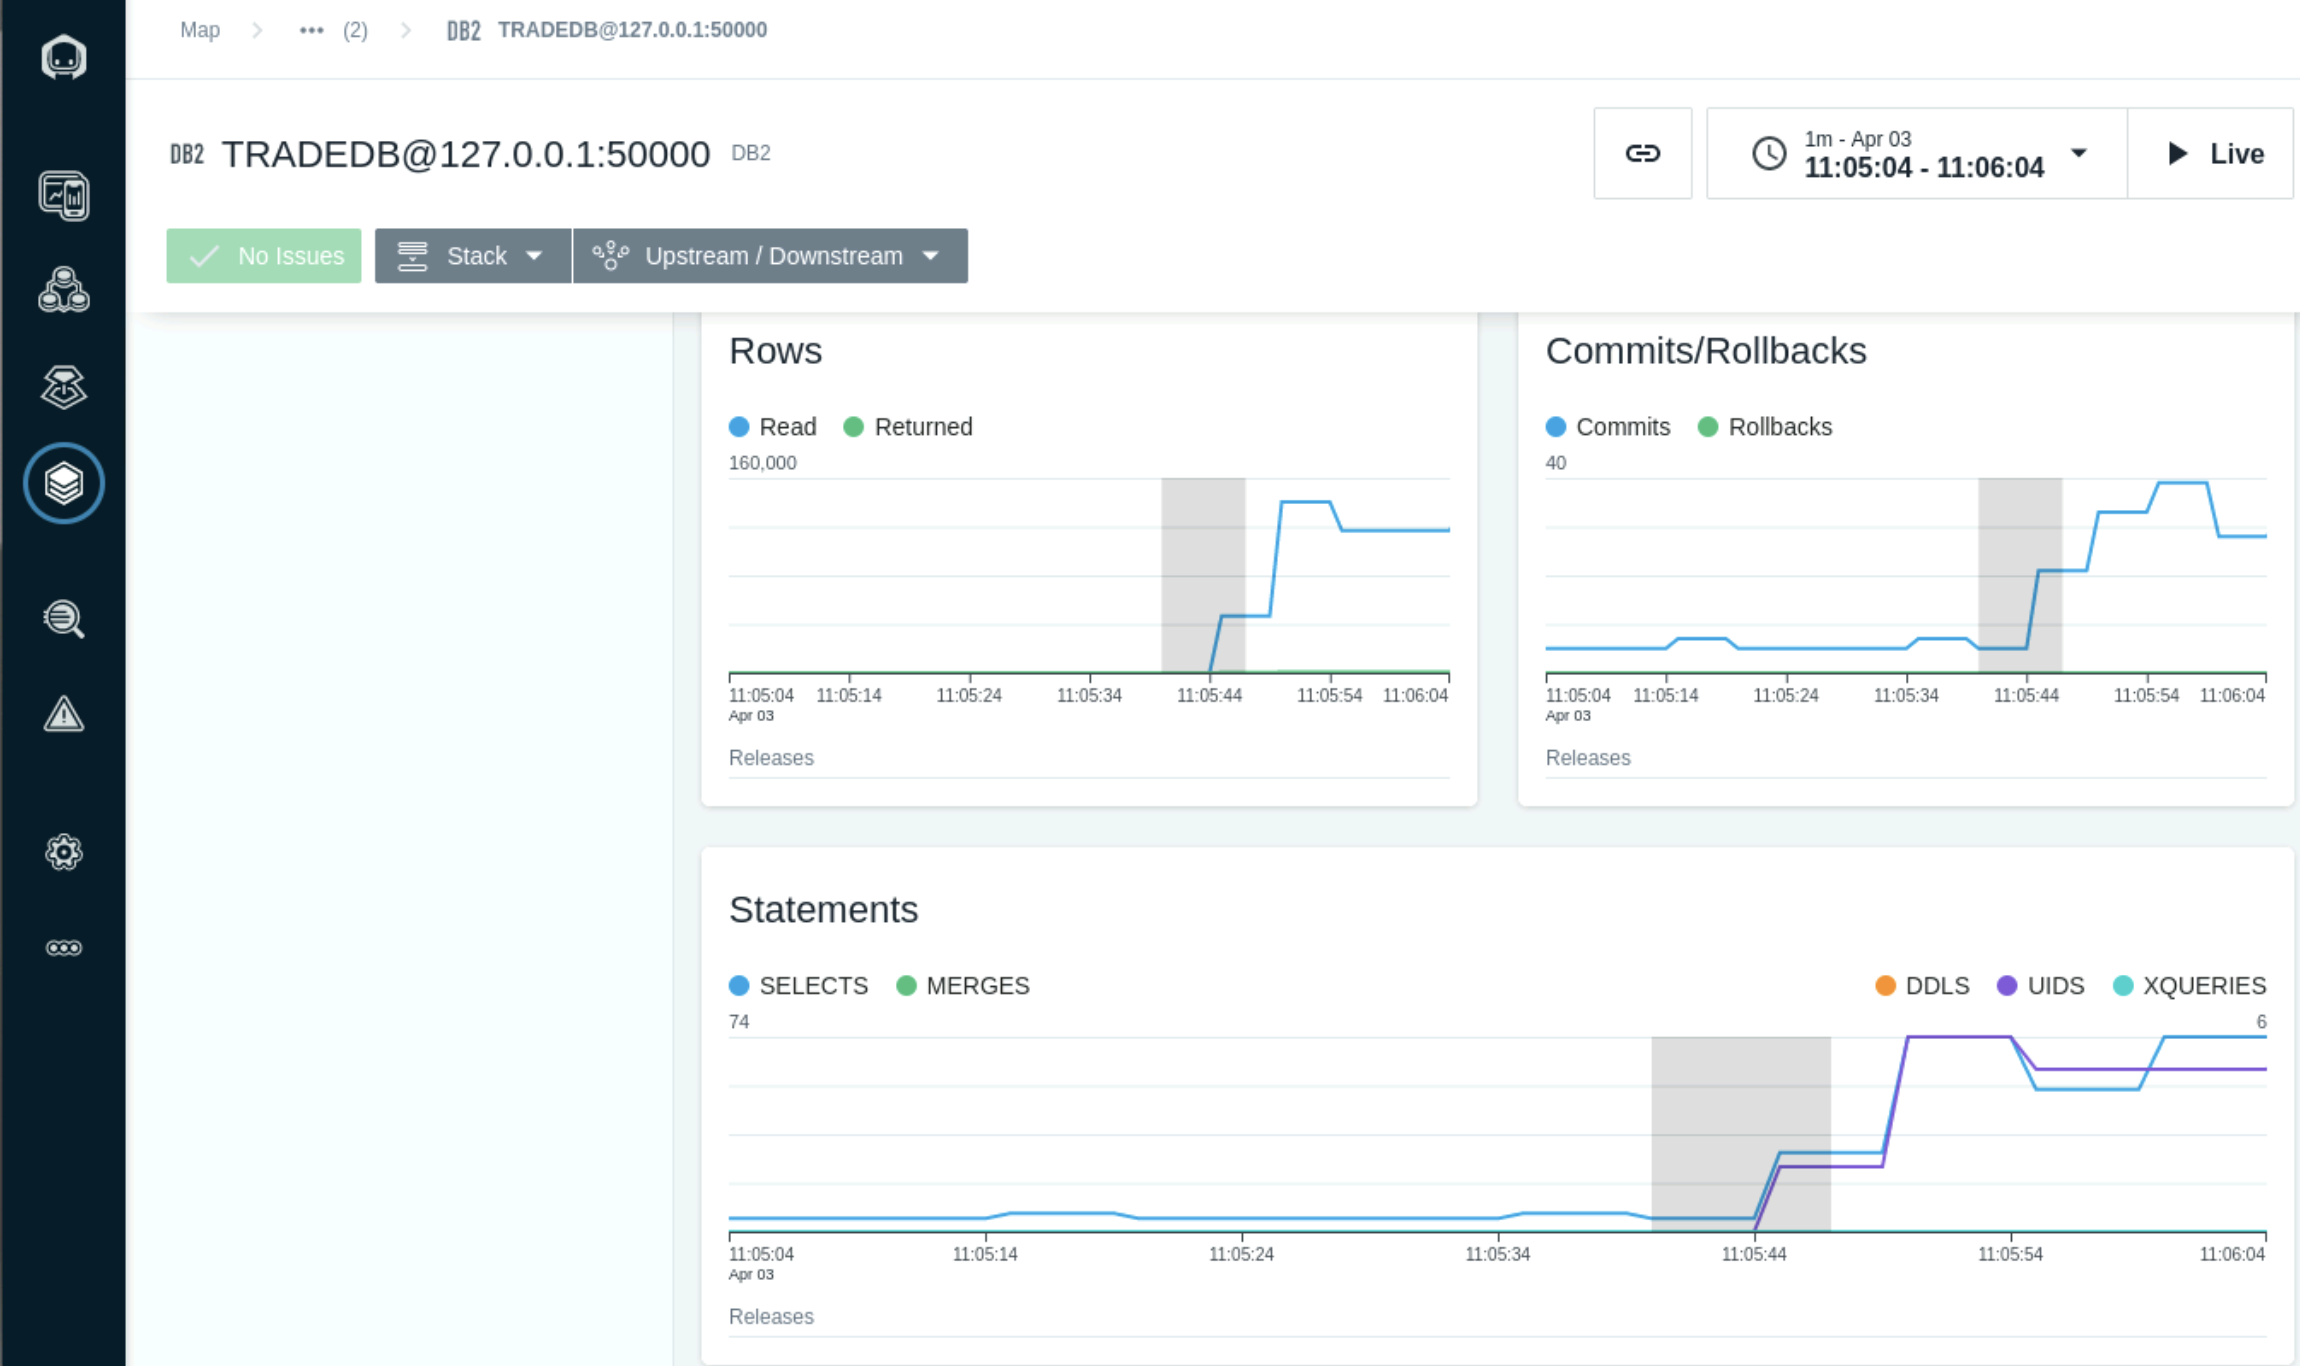 Map ... (2) DB2 TRADEDB@127.0.0.1:50000
DB2 TRADEDB@127.0.0.1:50000 DB2
1m - Apr 03
11:05:04 - 11:06:04
Live
No Issues Stack Upstream / Downstream
Rows
Read Returned
160,000
11:05:04 11:05:14 11:05:24 11:05:34 11:05:44 11:05:54 11:06:04
Apr 03
Releases
Commits/Rollbacks
Commits Rollbacks
40
11:05:04 11:05:14 11:05:24 11:05:34 11:05:44 11:05:54 11:06:04
Apr 03
Releases
Statements
SELECTS MERGES DDLS UIDS XQUERIES
74 6
11:05:04 11:05:14 11:05:24 11:05:34 11:05:44 11:05:54 11:06:04
Apr 03
Releases